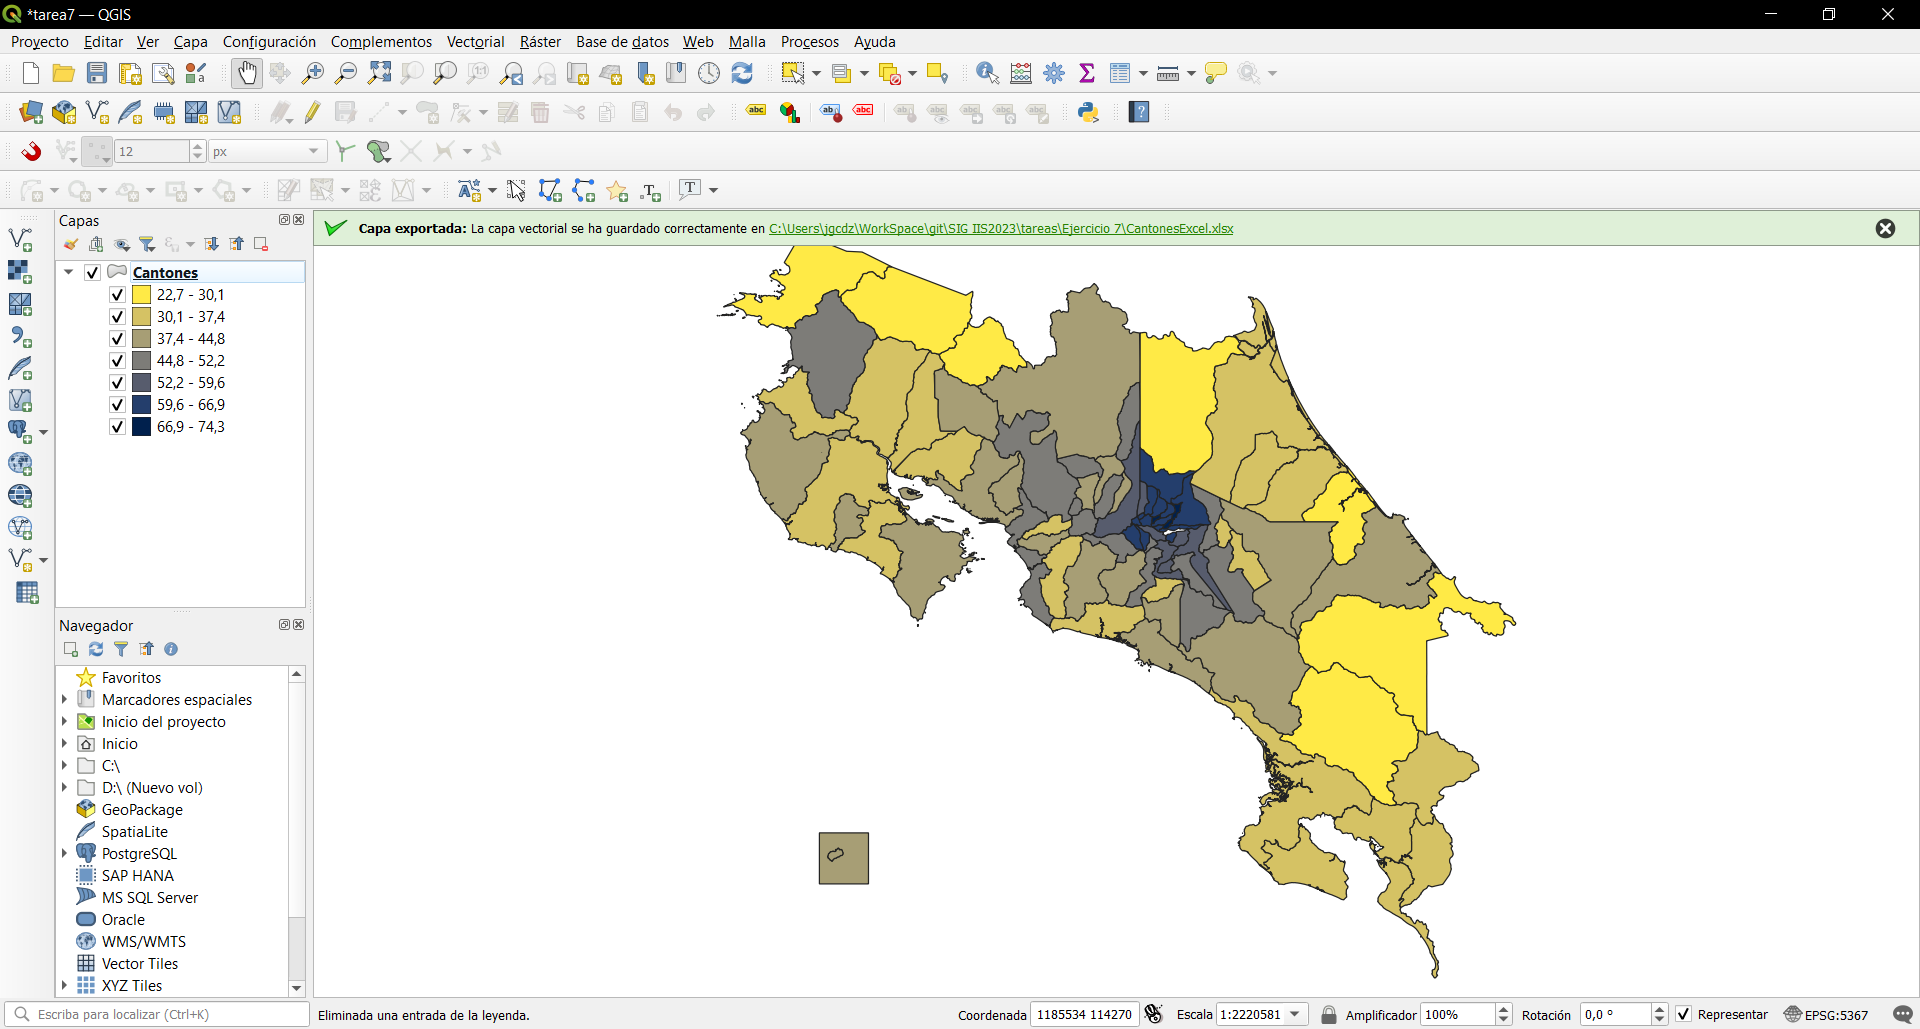 *tarea7 — QGIS
Proyecto Editar Ver Capa Configuración Complementos Vectorial Ráster Base de datos Web Malla Procesos Ayuda
12 px
Capas
Capa exportada: La capa vectorial se ha guardado correctamente en C:\Users\jgcdz\WorkSpace\git\SIG IIS2023\tareas\Ejercicio 7\CantonesExcel.xlsx
Cantones
22,7 - 30,1
30,1 - 37,4
37,4 - 44,8
44,8 - 52,2
52,2 - 59,6
59,6 - 66,9
66,9 - 74,3
Navegador
Favoritos
Marcadores espaciales
Inicio del proyecto
Inicio
C:\
D:\ (Nuevo vol)
GeoPackage
SpatiaLite
PostgreSQL
SAP HANA
MS SQL Server
Oracle
WMS/WMTS
Vector Tiles
XYZ Tiles
Escriba para localizar (Ctrl+K) Eliminada una entrada de la leyenda. Coordenada 1185534 114270 Escala 1:2220581 Amplificador 100% Rotación 0,0 ° Representar EPSG:5367